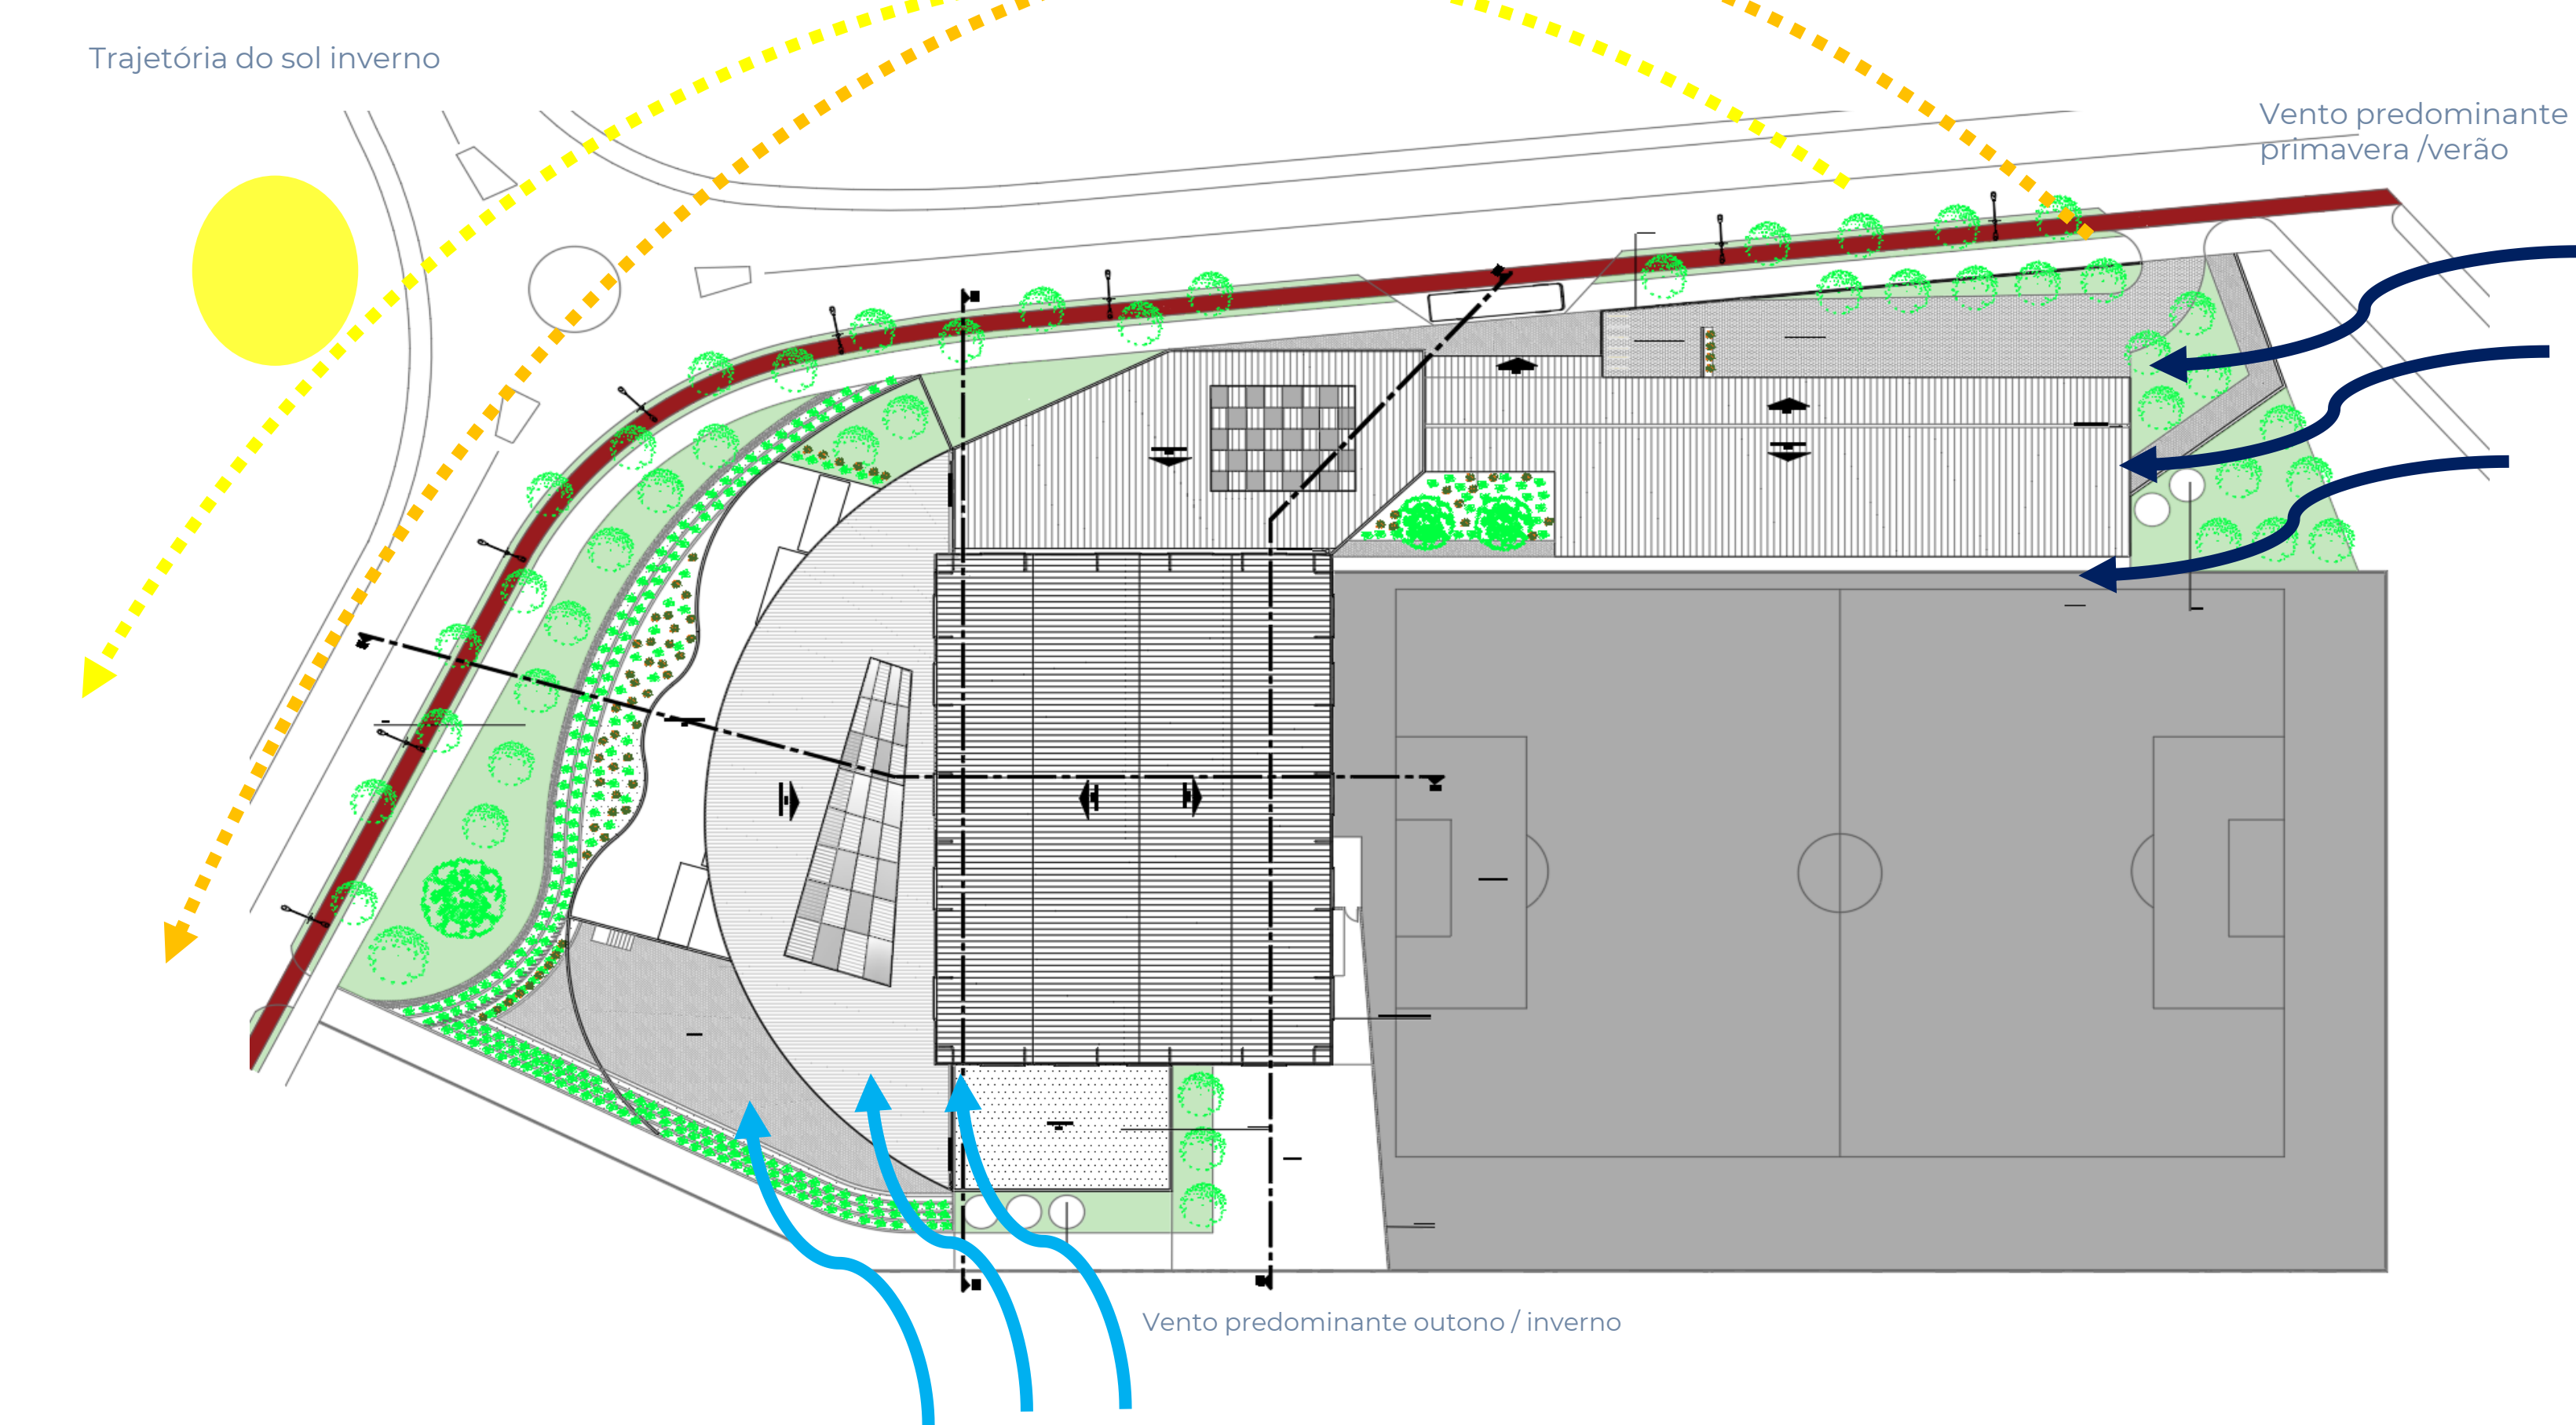 Trajetória do sol inverno
Vento predominante
primavera /verão
Vento predominante outono / inverno